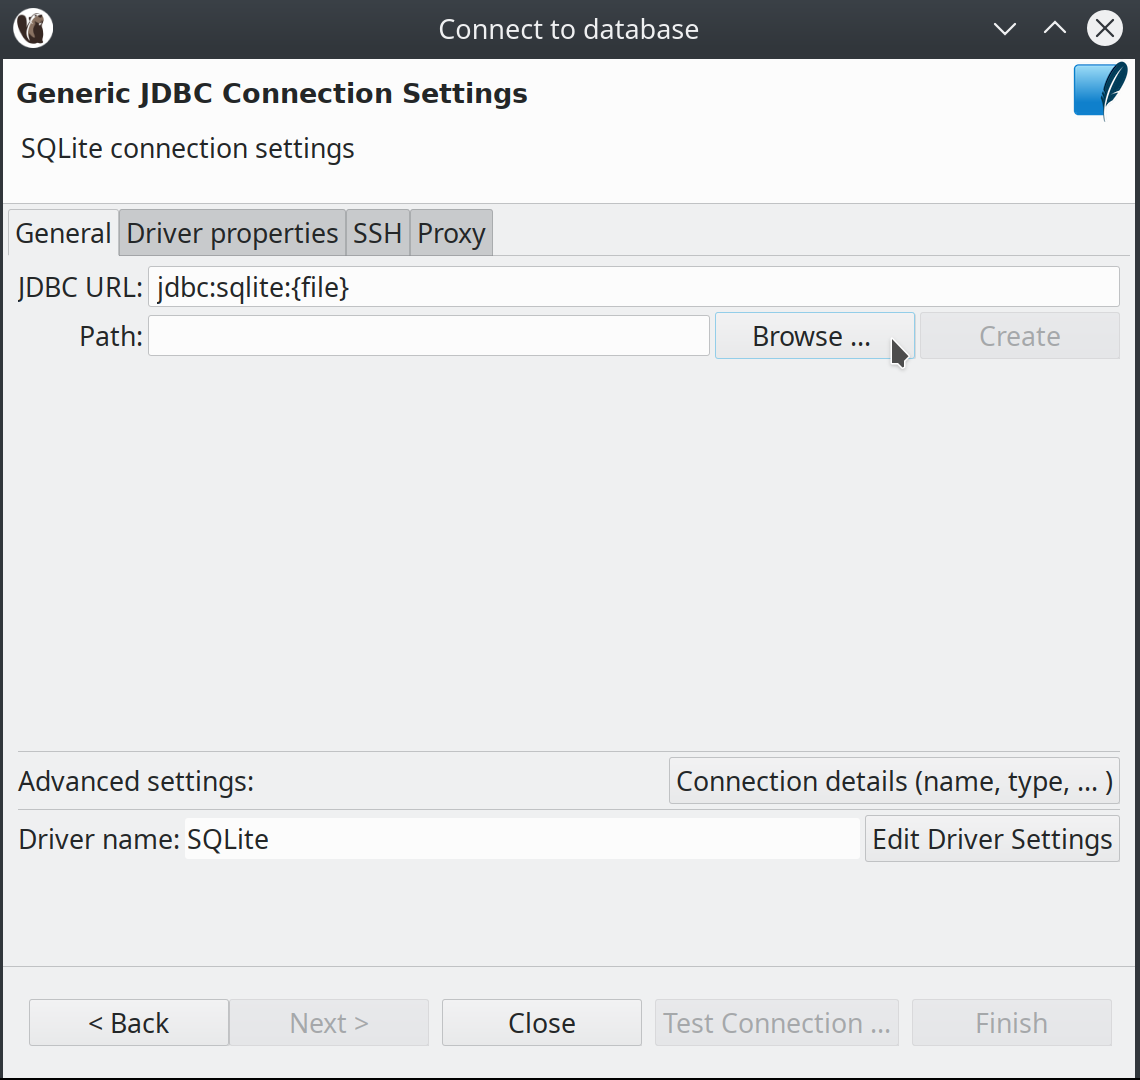 Connect to database
Generic JDBC Connection Settings
SQLite connection settings
General Driver properties SSH Proxy
JDBC URL: jdbc:sqlite:{file}
Path: Browse ... Create
Advanced settings: Connection details (name, type, ... )
Driver name: SQLite Edit Driver Settings
< Back Next > Close Test Connection ... Finish